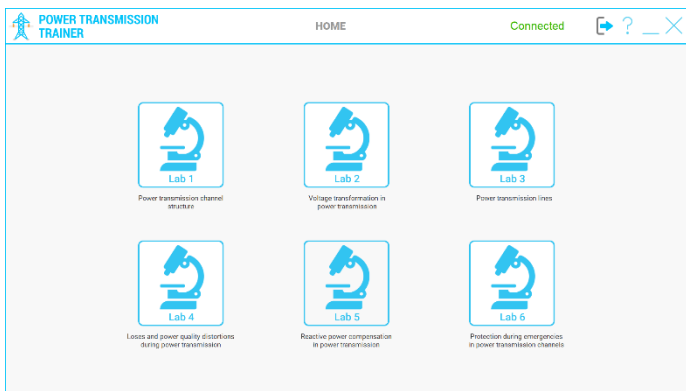 POWER TRANSMISSION
TRAINER
HOME
Connected
?
Lab 1
Lab 2
Lab 3
Power transmission channel
structure
Voltage transformation in
power transmission
Power transmission lines
Lab 4
Lab 5
Lab 6
Loses and power quality distortions
during power transmission
Reactive power compensation
in power transmission
Protection during emergencies
in power transmission channels